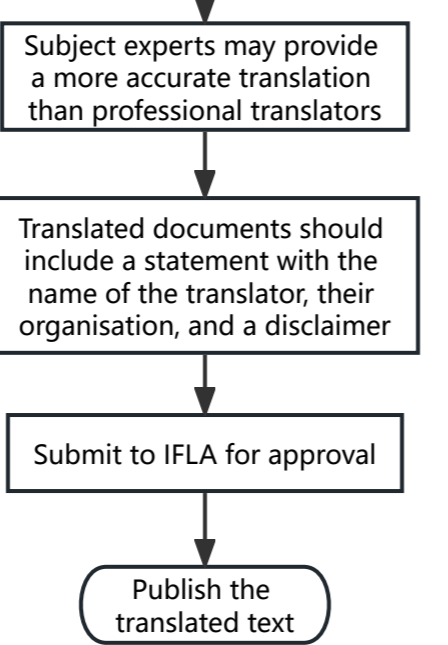 Subject experts may provide
a more accurate translation
than professional translators
Translated documents should
include a statement with the
name of the translator, their
organisation, and a disclaimer
Submit to IFLA for approval
Publish the
translated text